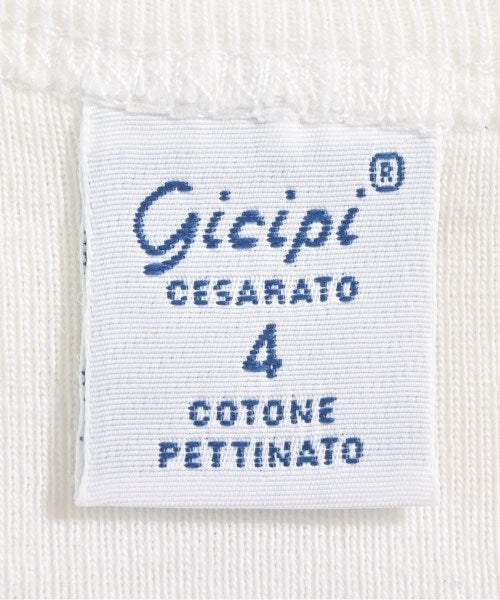 Gicipi ®
CESARATO
4
COTONE
PETTINATO